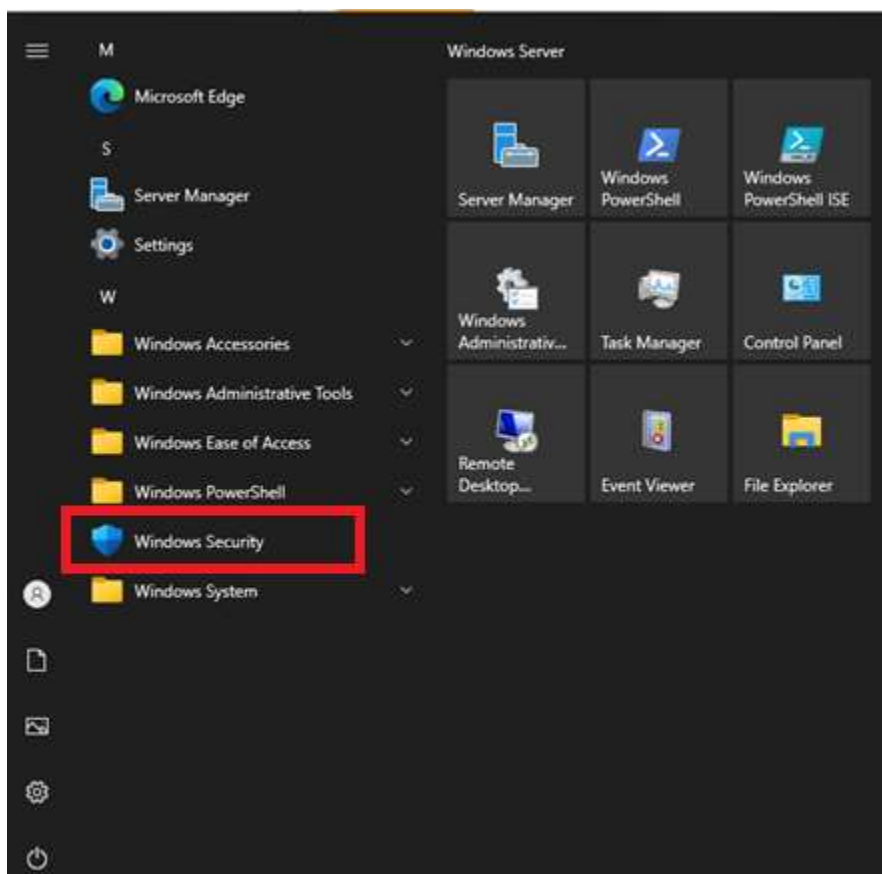 M
Microsoft Edge
S
Server Manager
Settings
W
Windows Accessories
Windows Administrative Tools
Windows Ease of Access
Windows PowerShell
Windows Security
Windows System
Windows Server
Server Manager
Windows
PowerShell
Windows
PowerShell ISE
Windows
Administrativ...
Task Manager
Control Panel
Remote
Desktop...
Event Viewer
File Explorer